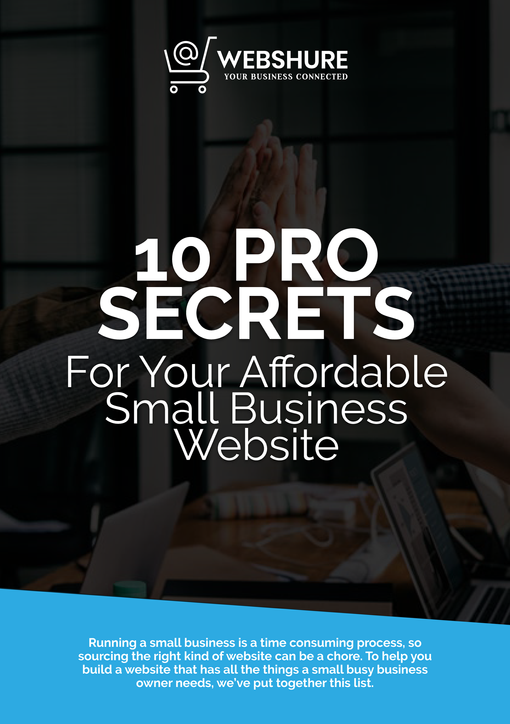 @
WEBSHURE
YOUR BUSINESS CONNECTED
10 PRO
SECRETS
For Your Affordable
Small Business
Website
Running a small business is a time consuming process, so
sourcing the right kind of website can be a chore. To help you
build a website that has all the things a small busy business
owner needs, we've put together this list.